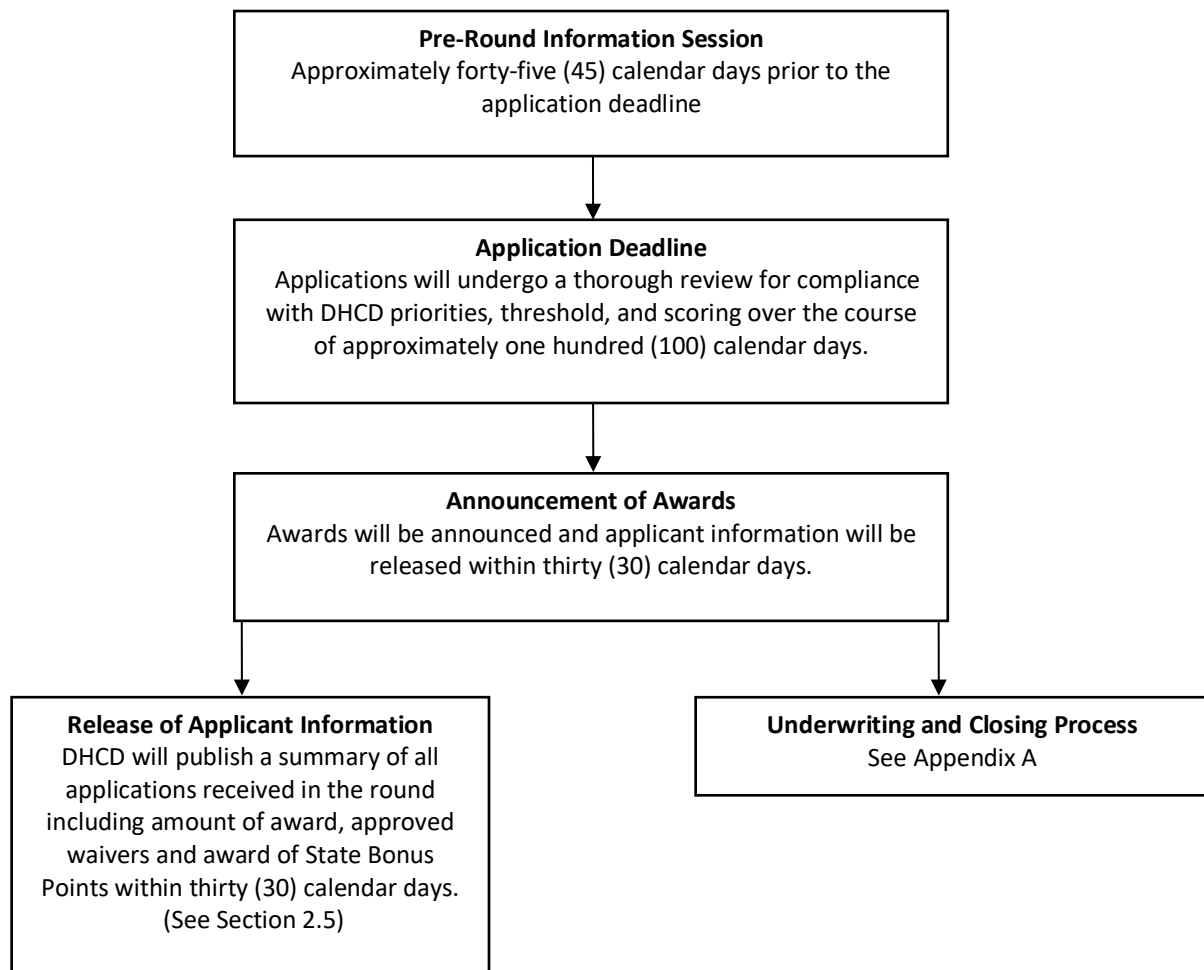 Pre-Round Information Session
Approximately forty-five (45) calendar days prior to the
application deadline
Application Deadline
Applications will undergo a thorough review for compliance
with DHCD priorities, threshold, and scoring over the course
of approximately one hundred (100) calendar days.
Announcement of Awards
Awards will be announced and applicant information will be
released within thirty (30) calendar days.
Release of Applicant Information
DHCD will publish a summary of all
applications received in the round
including amount of award, approved
waivers and award of State Bonus
Points within thirty (30) calendar days.
(See Section 2.5)
Underwriting and Closing Process
See Appendix A